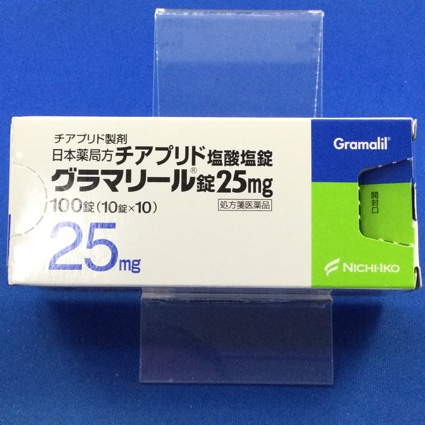 チアプリド製剤
日本薬局方チアプリド塩酸塩錠
グラマリール®錠25mg
100錠(10錠×10)
処方箋医薬品
25mg
Gramalil®
開封口
NICHI-IKO